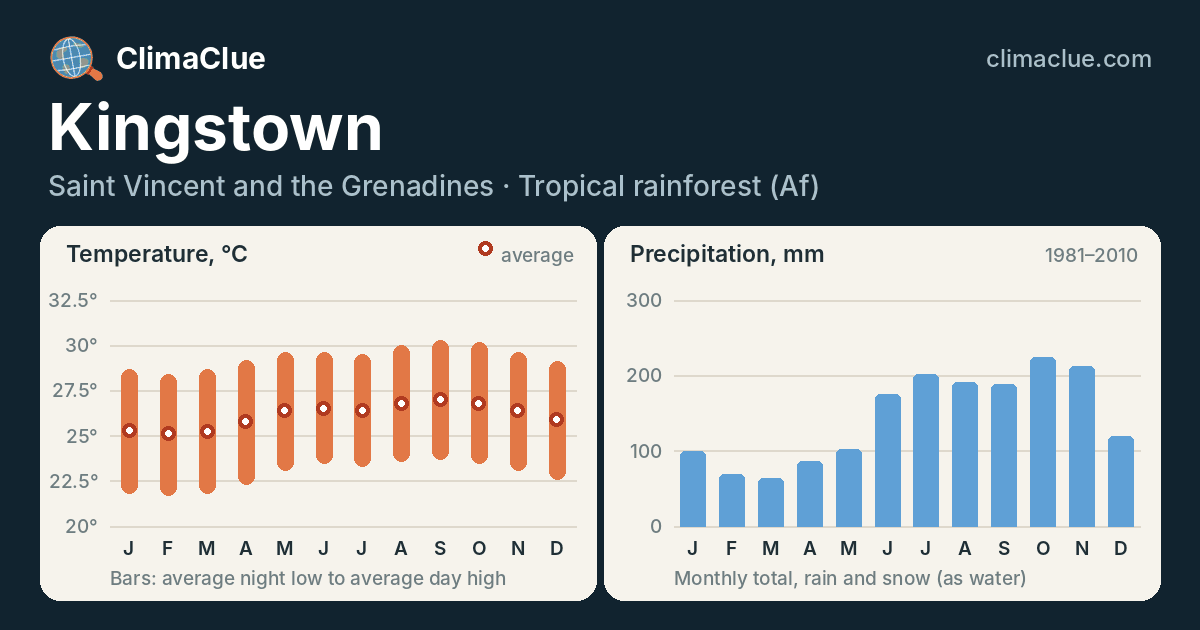 ClimaClue
climaclue.com
Kingstown
Saint Vincent and the Grenadines · Tropical rainforest (Af)
Temperature, °C
average
32.5°
30°
27.5°
25°
22.5°
20°
J F M A M J J A S O N D
Bars: average night low to average day high
Precipitation, mm
1981–2010
300
200
100
0
J F M A M J J A S O N D
Monthly total, rain and snow (as water)